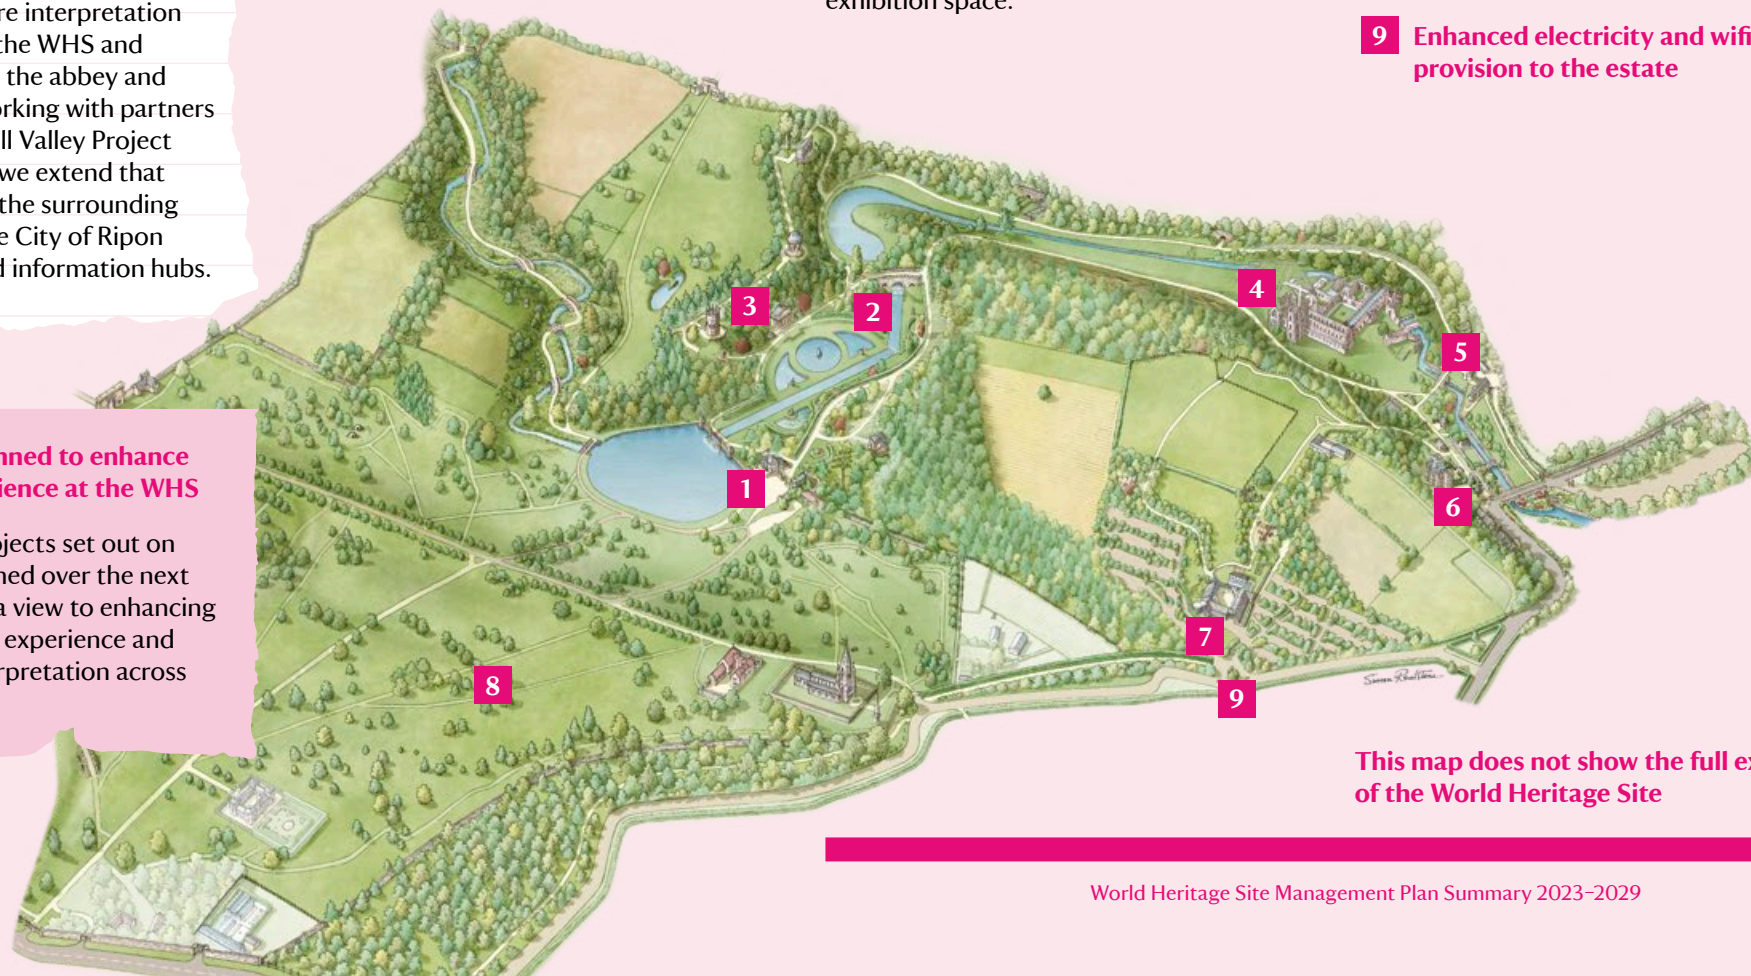 re interpretation
the WHS and
the abbey and
orking with partners
ll Valley Project
we extend that
the surrounding
e City of Ripon
d information hubs.
nned to enhance
ience at the WHS
ojects set out on
ned over the next
a view to enhancing
experience and
rpretation across
exhibition space.
9 Enhanced electricity and wifi
provision to the estate
1
2
3
4
5
6
7
8
9
This map does not show the full ex
of the World Heritage Site
World Heritage Site Management Plan Summary 2023–2029